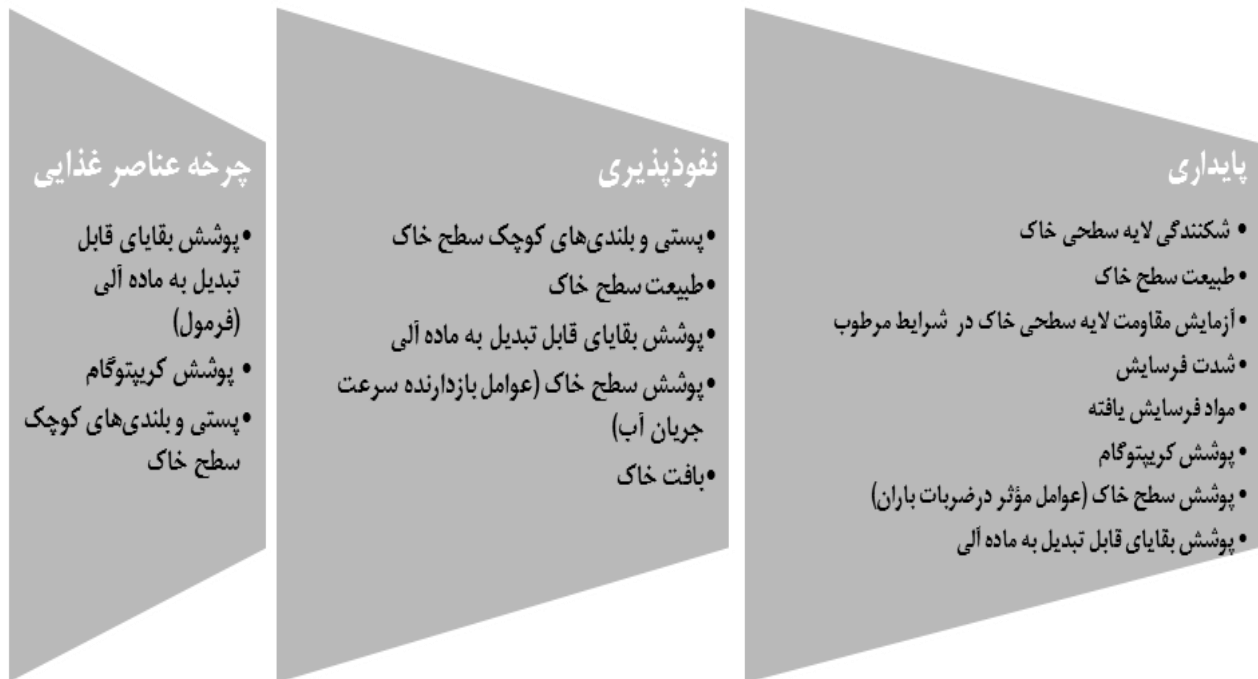 پایداری
• شکنندگی لایه سطحی خاک
• طبیعت سطح خاک
• آزمایش مقاومت لایه سطحی خاک در شرایط مرطوب
• شدت فرسایش
• مواد فرسایش یافته
• پوشش کریپتوگام
• پوشش سطح خاک (عوامل مؤثر درضربات باران)
• پوشش بقایای قابل تبدیل به ماده آلی
نفوذپذیری
• پستی و بلندی‌های کوچک سطح خاک
• طبیعت سطح خاک
• پوشش بقایای قابل تبدیل به ماده آلی
• پوشش سطح خاک (عوامل بازدارنده سرعت
جریان آب)
• بافت خاک
چرخه عناصر غذایی
• پوشش بقایای قابل
تبدیل به ماده آلی
(فرمول)
• پوشش کریپتوگام
• پستی و بلندی‌های کوچک
سطح خاک